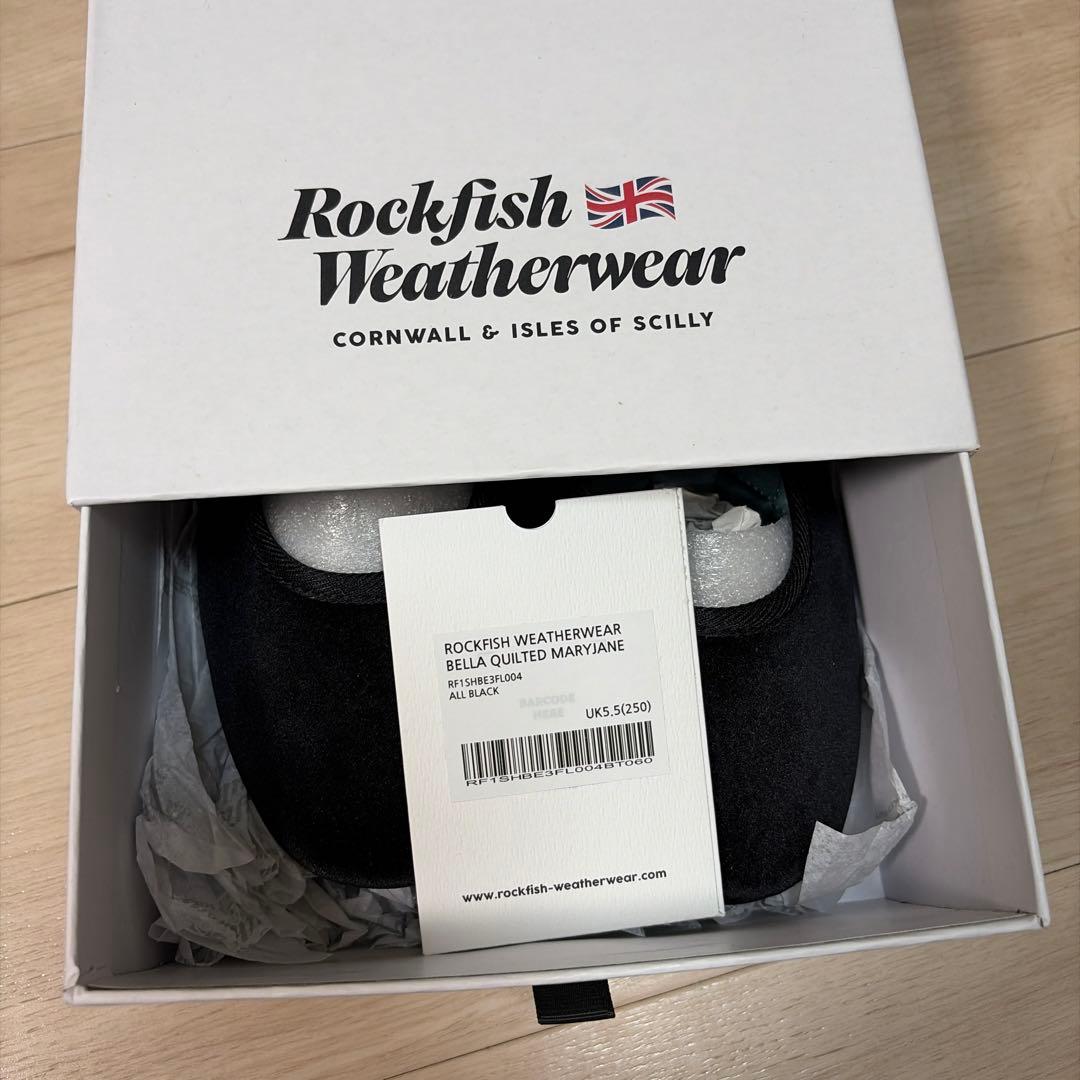 Rockfish
Weatherwear
CORNWALL & ISLES OF SCILLY
ROCKFISH WEATHERWEAR
BELLA QUILTED MARYJANE
RF1SHBE3FL004
ALL BLACK
BARCODE
HERE
UK5.5(250)
RF1SHBE3FL004BT060
www.rockfish-weatherwear.com